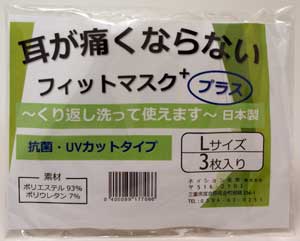 耳が痛くならない
フィットマスク+
プラス
〜くり返し洗って使えます〜 日本製
抗菌・UVカットタイプ
Lサイズ
3枚入り
素材
ポリエステル 93%
ポリウレタン 7%